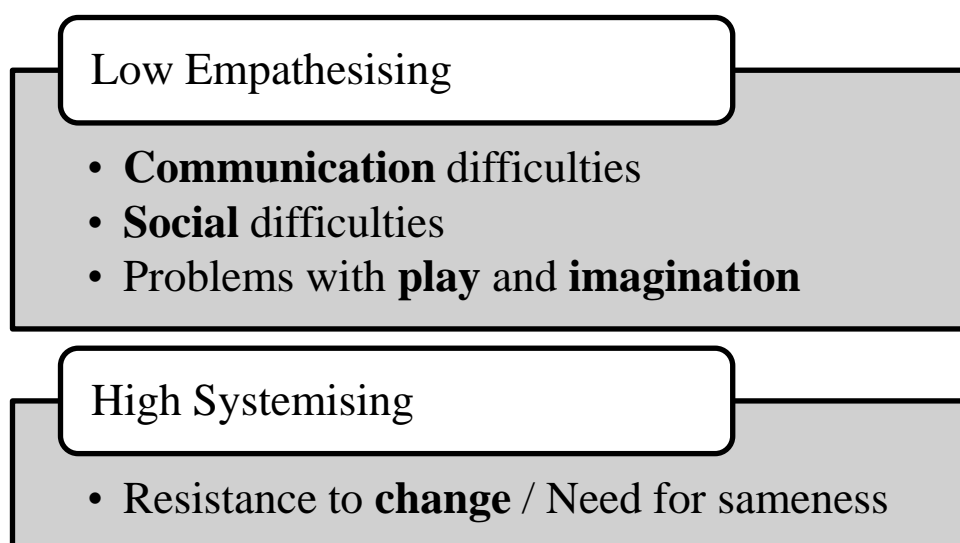 Low Empathesising
• Communication difficulties
• Social difficulties
• Problems with play and imagination
High Systemising
• Resistance to change / Need for sameness